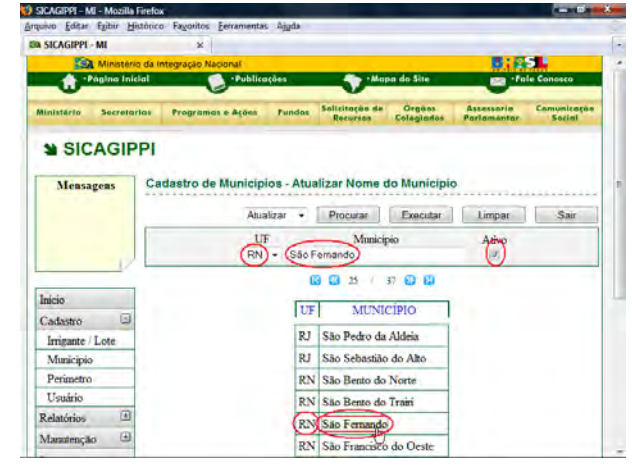 SICAGIPPI - MI - Mozilla Firefox
Arquivo Editar Exibir Histórico Favoritos Ferramentas Ajuda
SICAGIPPI - MI ×
Ministério da Integração Nacional
BRASIL
·Página Inicial ·Publicações ·Mapa do Site ·Fale Conosco
Ministério Secretarias Programas e Ações Fundos Solicitação de Recursos Órgãos Colegiados Assessoria Parlamentar Comunicação Social
SICAGIPPI
Mensagens
Cadastro de Municípios - Atualizar Nome do Município
Atualizar Procurar Executar Limpar Sair
UF Município Ativo
RN São Fernando
25 / 37
Início
Cadastro
Irrigante / Lote
Município
Perímetro
Usuário
Relatórios
Manutenção
UF MUNICÍPIO
RJ São Pedro da Aldeia
RJ São Sebastião do Alto
RN São Bento do Norte
RN São Bento do Trairi
RN São Fernando
RN São Francisco do Oeste